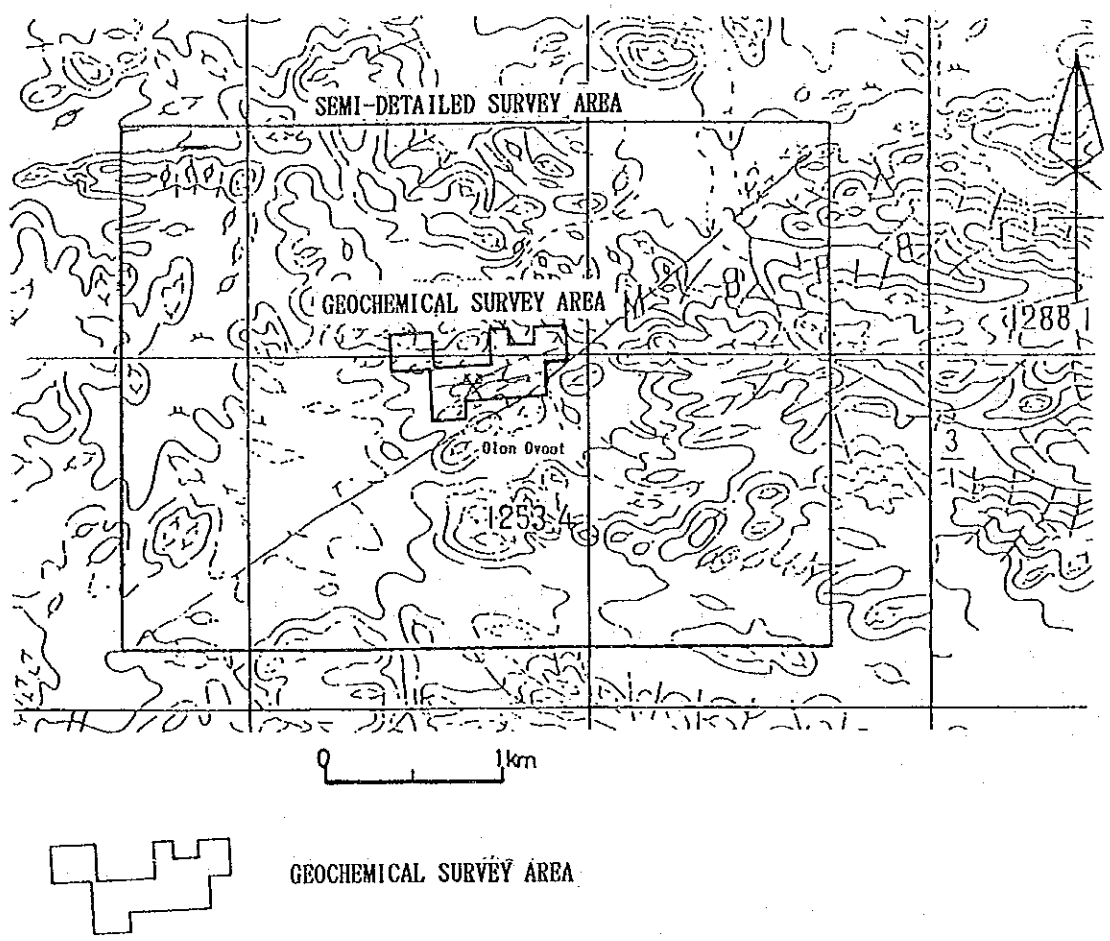 SEMI-DETAILED SURVEY AREA
GEOCHEMICAL SURVEY AREA
1288 1
3
Olon Ovoot
1253 4
0 1km
GEOCHEMICAL SURVEY AREA